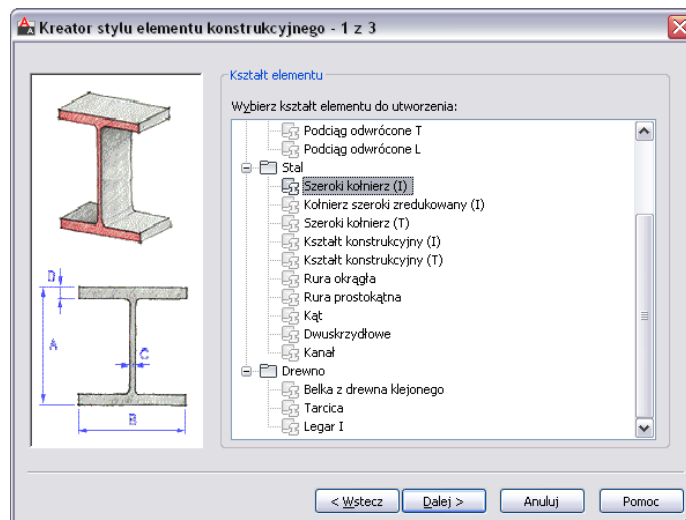 Kreator stylu elementu konstrukcyjnego - 1 z 3
Kształt elementu
Wybierz kształt elementu do utworzenia:
Podciąg odwrócone T
Podciąg odwrócone L
Stal
Szeroki kołnierz (I)
Kołnierz szeroki zredukowany (I)
Szeroki kołnierz (T)
Kształt konstrukcyjny (I)
Kształt konstrukcyjny (T)
Rura okrągła
Rura prostokątna
Kąt
Dwuskrzydłowe
Kanał
Drewno
Belka z drewna klejonego
Tarcica
Legar I
D
A
C
B
< Wstecz
Dalej >
Anuluj
Pomoc